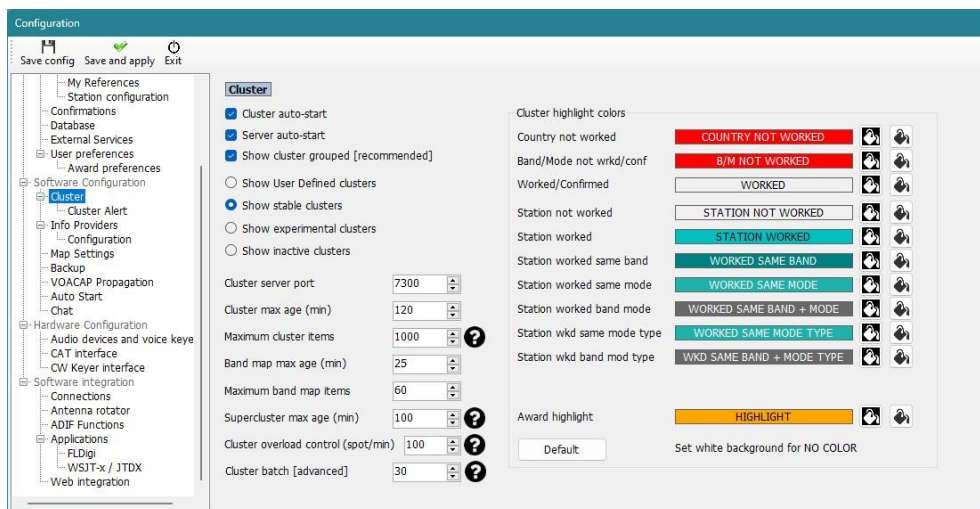 Configuration
Save config Save and apply Exit
My References
Station configuration
Confirmations
Database
External Services
User preferences
Award preferences
Software Configuration
Cluster
Cluster Alert
Info Providers
Configuration
Map Settings
Backup
VOACAP Propagation
Auto Start
Chat
Hardware Configuration
Audio devices and voice keye
CAT interface
CW Keyer interface
Software integration
Connections
Antenna rotator
ADIF Functions
Applications
FLDigi
WSJT-x / JTDX
Web integration
Cluster
Cluster auto-start
Server auto-start
Show cluster grouped [recommended]
Show User Defined clusters
Show stable clusters
Show experimental clusters
Show inactive clusters
Cluster server port 7300
Cluster max age (min) 120
Maximum cluster items 1000 ?
Band map max age (min) 25
Maximum band map items 60
Supercluster max age (min) 100 ?
Cluster overload control (spot/min) 100 ?
Cluster batch [advanced] 30 ?
Cluster highlight colors
Country not worked COUNTRY NOT WORKED
Band/Mode not wrkd/conf B/M NOT WORKED
Worked/Confirmed WORKED
Station not worked STATION NOT WORKED
Station worked STATION WORKED
Station worked same band WORKED SAME BAND
Station worked same mode WORKED SAME MODE
Station worked band mode WORKED SAME BAND + MODE
Station wkd same mode type WORKED SAME MODE TYPE
Station wkd band mod type WKD SAME BAND + MODE TYPE
Award highlight HIGHLIGHT
Default Set white background for NO COLOR